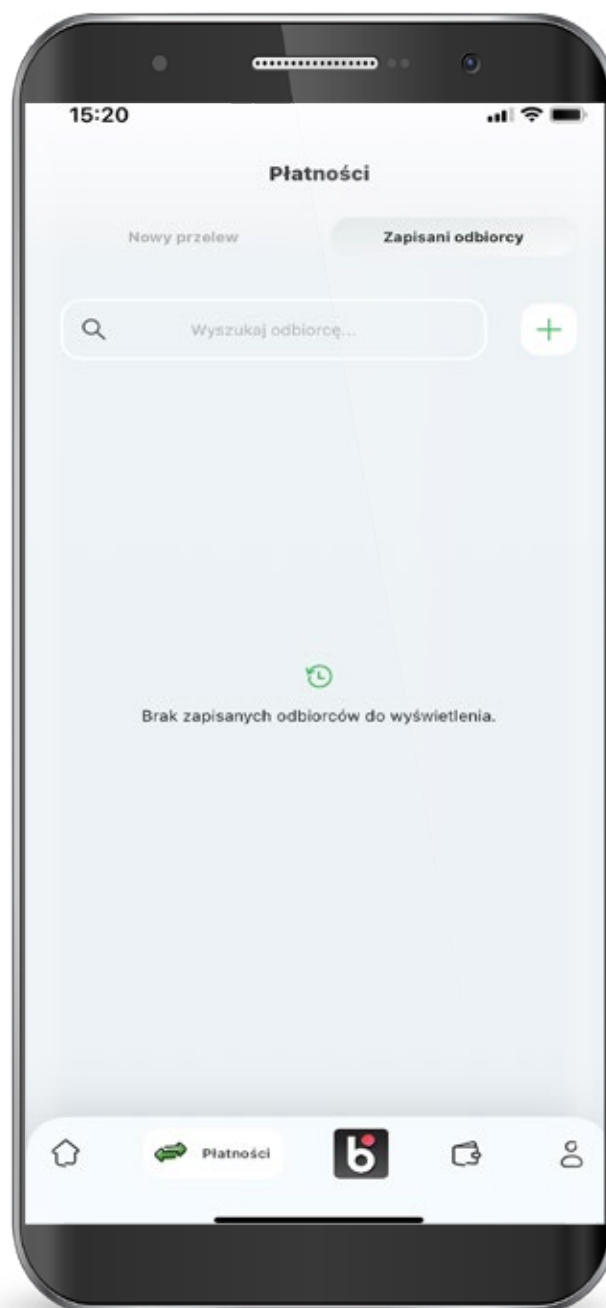 15:20
Płatności
Nowy przelew
Zapisani odbiorcy
Wyszukaj odbiorcę...
Brak zapisanych odbiorców do wyświetlenia.
Płatności
b